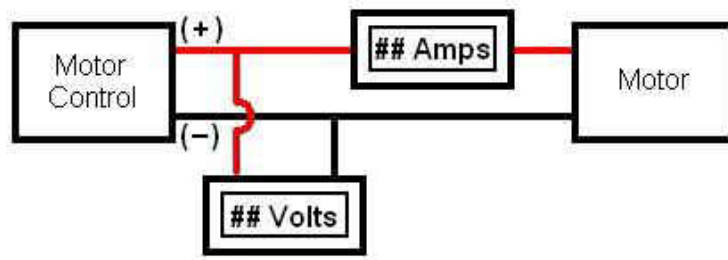 (+)
## Amps
Motor
Control
Motor
(−)
## Volts